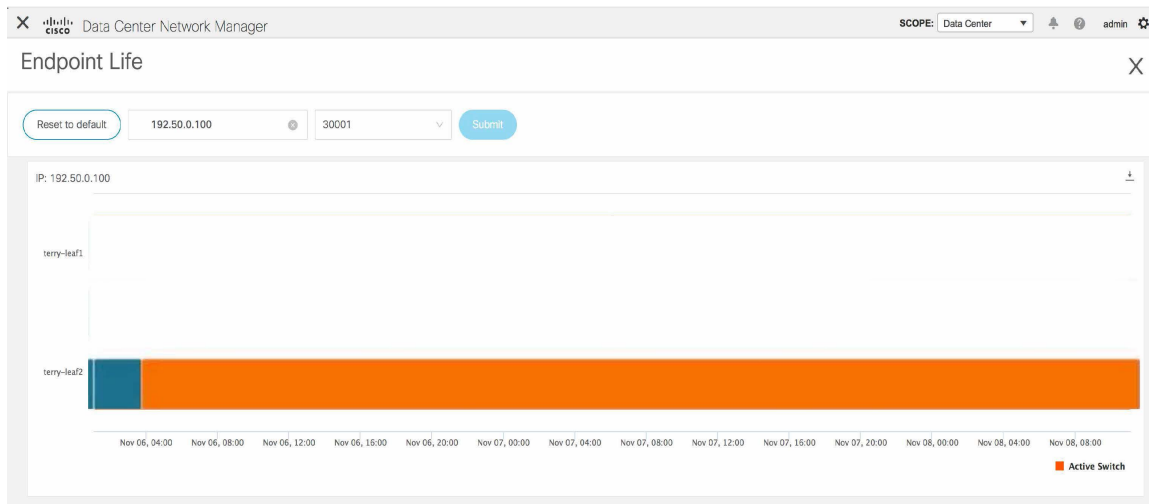 X cisco Data Center Network Manager SCOPE: Data Center admin
Endpoint Life X
Reset to default 192.50.0.100 30001 Submit
IP: 192.50.0.100
terry-leaf1
terry-leaf2
Nov 06, 04:00 Nov 06, 08:00 Nov 06, 12:00 Nov 06, 16:00 Nov 06, 20:00 Nov 07, 00:00 Nov 07, 04:00 Nov 07, 08:00 Nov 07, 12:00 Nov 07, 16:00 Nov 07, 20:00 Nov 08, 00:00 Nov 08, 04:00 Nov 08, 08:00
Active Switch